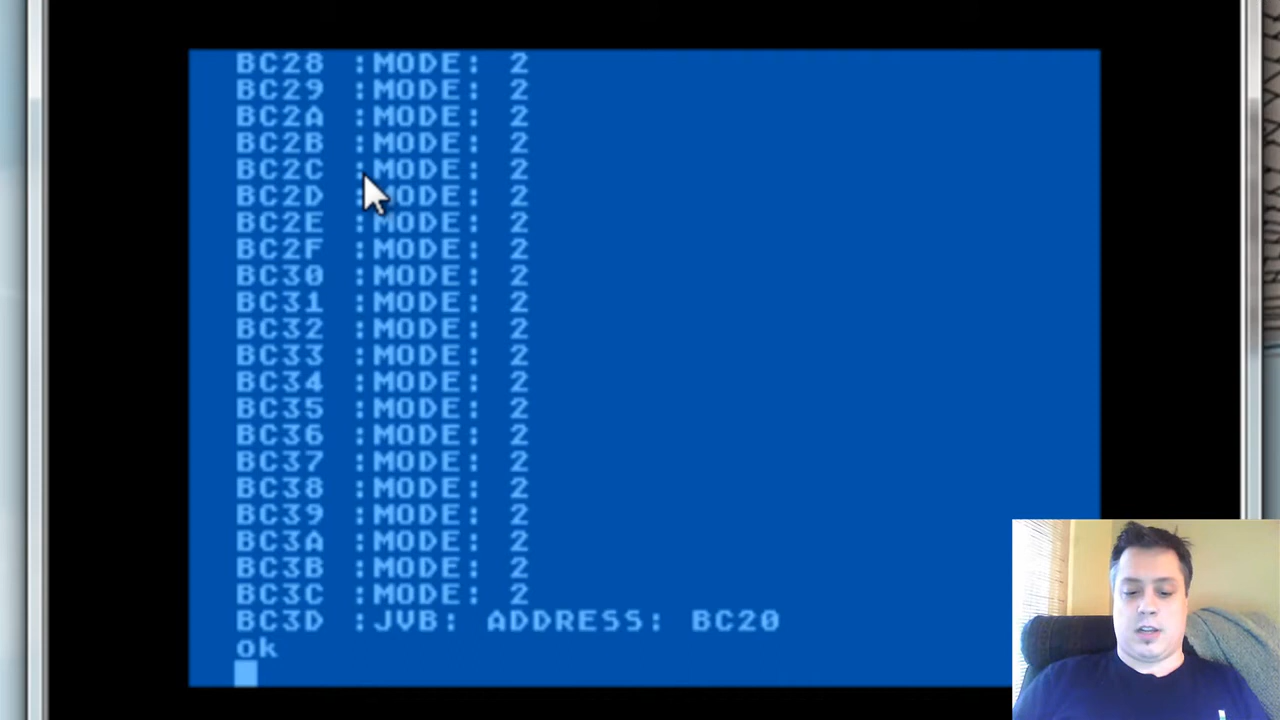 BC28 :MODE: 2
BC29 :MODE: 2
BC2A :MODE: 2
BC2B :MODE: 2
BC2C :MODE: 2
BC2D :MODE: 2
BC2E :MODE: 2
BC2F :MODE: 2
BC30 :MODE: 2
BC31 :MODE: 2
BC32 :MODE: 2
BC33 :MODE: 2
BC34 :MODE: 2
BC35 :MODE: 2
BC36 :MODE: 2
BC37 :MODE: 2
BC38 :MODE: 2
BC39 :MODE: 2
BC3A :MODE: 2
BC3B :MODE: 2
BC3C :MODE: 2
BC3D :JVB: ADDRESS: BC20
ok